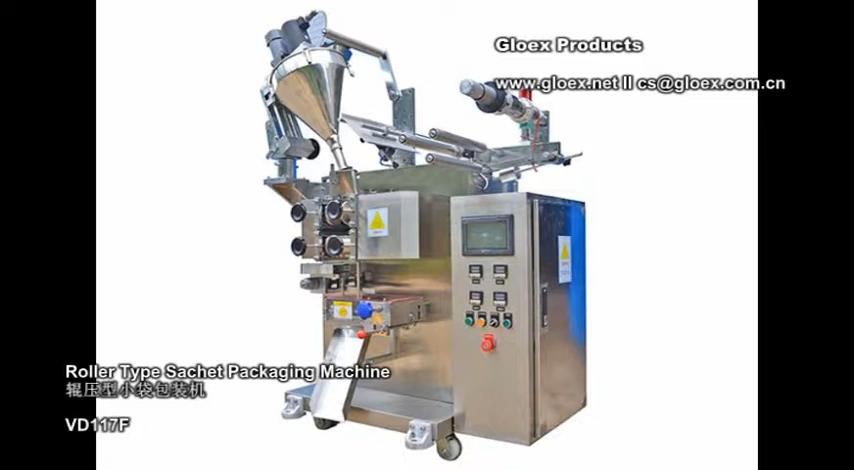 Gloex Products
www.gloex.net ll cs@gloex.com.cn
Roller Type Sachet Packaging Machine
辊压型小袋包装机
VD117F